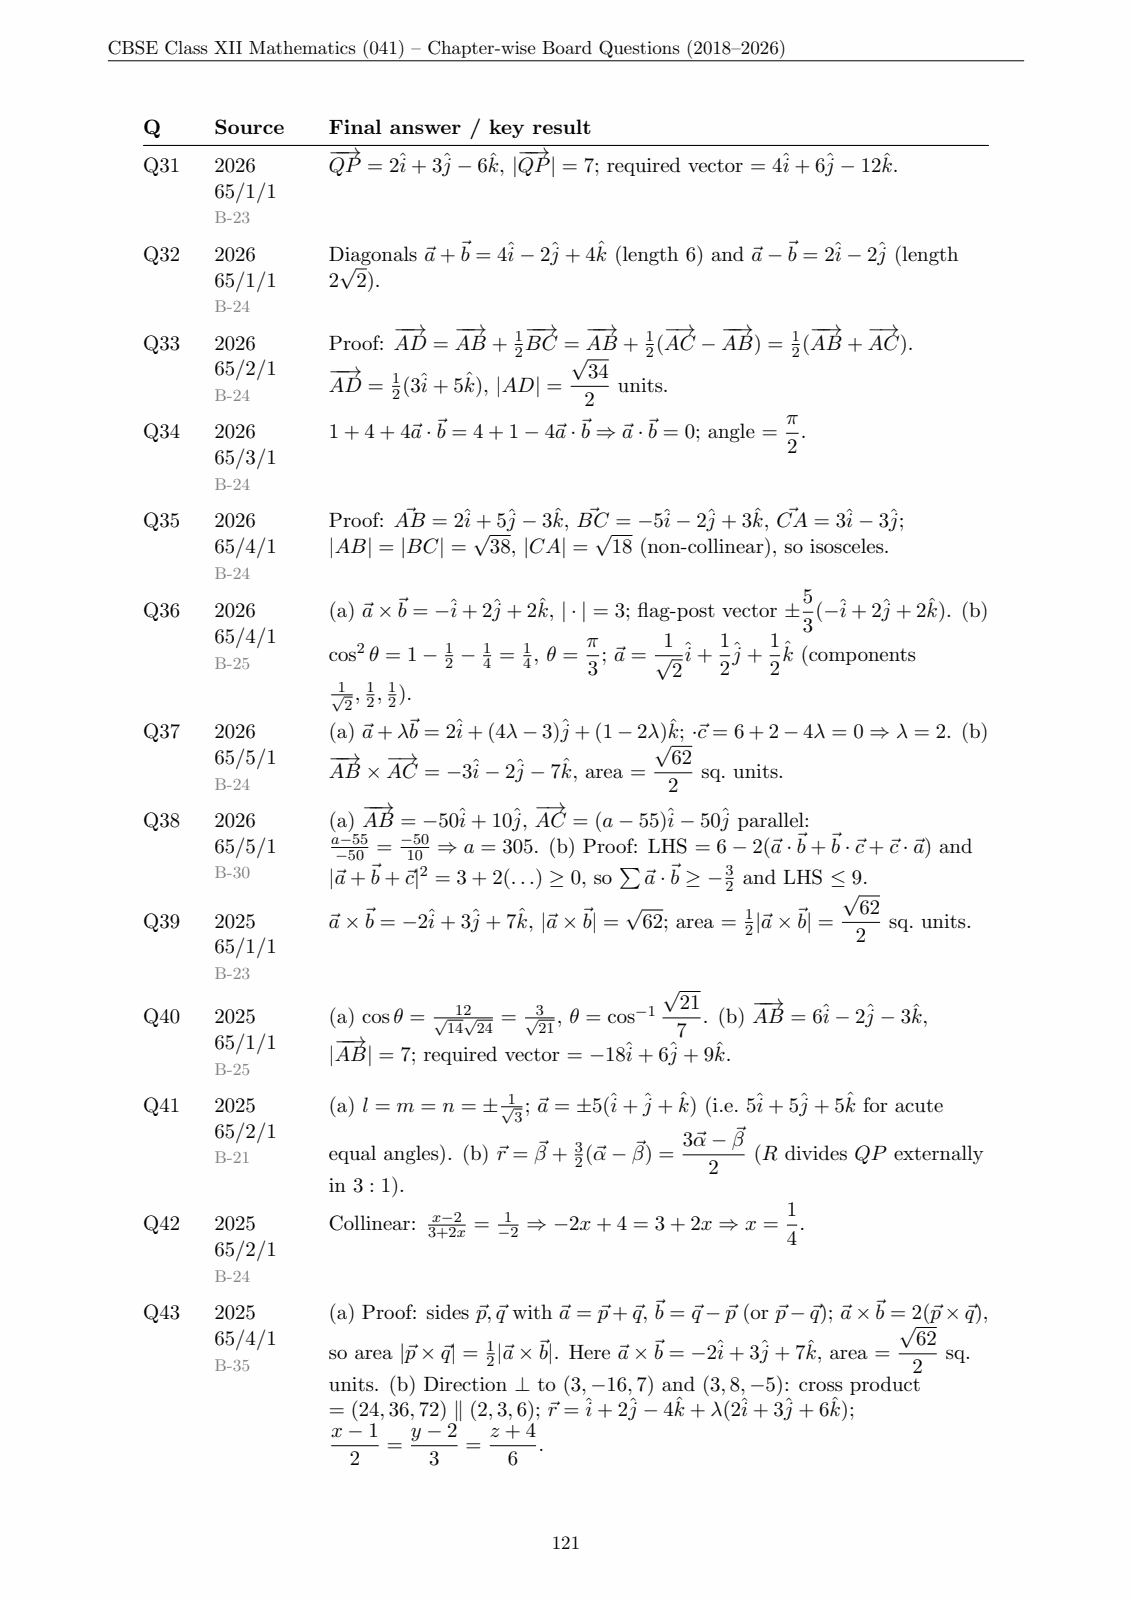 CBSE Class XII Mathematics (041) – Chapter-wise Board Questions (2018–2026)
Q Source Final answer / key result
Q31 2026 $\overrightarrow{QP} = 2\hat{i} + 3\hat{j} - 6\hat{k}$, $|\overrightarrow{QP}| = 7$; required vector $= 4\hat{i} + 6\hat{j} - 12\hat{k}$.
65/1/1
B-23
Q32 2026 Diagonals $\vec{a} + \vec{b} = 4\hat{i} - 2\hat{j} + 4\hat{k}$ (length 6) and $\vec{a} - \vec{b} = 2\hat{i} - 2\hat{j}$ (length
65/1/1 $2\sqrt{2}$).
B-24
Q33 2026 Proof: $\overrightarrow{AD} = \overrightarrow{AB} + \frac{1}{2}\overrightarrow{BC} = \overrightarrow{AB} + \frac{1}{2}(\overrightarrow{AC} - \overrightarrow{AB}) = \frac{1}{2}(\overrightarrow{AB} + \overrightarrow{AC})$.
65/2/1 $\overrightarrow{AD} = \frac{1}{2}(3\hat{i} + 5\hat{k})$, $|AD| = \frac{\sqrt{34}}{2}$ units.
B-24
Q34 2026 $1 + 4 + 4\vec{a} \cdot \vec{b} = 4 + 1 - 4\vec{a} \cdot \vec{b} \Rightarrow \vec{a} \cdot \vec{b} = 0$; angle $= \frac{\pi}{2}$.
65/3/1
B-24
Q35 2026 Proof: $\vec{AB} = 2\hat{i} + 5\hat{j} - 3\hat{k}$, $\vec{BC} = -5\hat{i} - 2\hat{j} + 3\hat{k}$, $\vec{CA} = 3\hat{i} - 3\hat{j}$;
65/4/1 $|AB| = |BC| = \sqrt{38}$, $|CA| = \sqrt{18}$ (non-collinear), so isosceles.
B-24
Q36 2026 (a) $\vec{a} \times \vec{b} = -\hat{i} + 2\hat{j} + 2\hat{k}$, $|\cdot| = 3$; flag-post vector $\pm\frac{5}{3}(-\hat{i} + 2\hat{j} + 2\hat{k})$. (b)
65/4/1 $\cos^2\theta = 1 - \frac{1}{2} - \frac{1}{4} = \frac{1}{4}$, $\theta = \frac{\pi}{3}$; $\vec{a} = \frac{1}{\sqrt{2}}\hat{i} + \frac{1}{2}\hat{j} + \frac{1}{2}\hat{k}$ (components
B-25
$\frac{1}{\sqrt{2}}, \frac{1}{2}, \frac{1}{2}$).
Q37 2026 (a) $\vec{a} + \lambda\vec{b} = 2\hat{i} + (4\lambda - 3)\hat{j} + (1 - 2\lambda)\hat{k}$; $\cdot\vec{c} = 6 + 2 - 4\lambda = 0 \Rightarrow \lambda = 2$. (b)
65/5/1 $\overrightarrow{AB} \times \overrightarrow{AC} = -3\hat{i} - 2\hat{j} - 7\hat{k}$, area $= \frac{\sqrt{62}}{2}$ sq. units.
B-24
Q38 2026 (a) $\overrightarrow{AB} = -50\hat{i} + 10\hat{j}$, $\overrightarrow{AC} = (a - 55)\hat{i} - 50\hat{j}$ parallel:
65/5/1 $\frac{a-55}{-50} = \frac{-50}{10} \Rightarrow a = 305$. (b) Proof: LHS $= 6 - 2(\vec{a} \cdot \vec{b} + \vec{b} \cdot \vec{c} + \vec{c} \cdot \vec{a})$ and
B-30 $|\vec{a} + \vec{b} + \vec{c}|^2 = 3 + 2(\ldots) \geq 0$, so $\sum \vec{a} \cdot \vec{b} \geq -\frac{3}{2}$ and LHS $\leq 9$.
Q39 2025 $\vec{a} \times \vec{b} = -2\hat{i} + 3\hat{j} + 7\hat{k}$, $|\vec{a} \times \vec{b}| = \sqrt{62}$; area $= \frac{1}{2}|\vec{a} \times \vec{b}| = \frac{\sqrt{62}}{2}$ sq. units.
65/1/1
B-23
Q40 2025 (a) $\cos\theta = \frac{12}{\sqrt{14}\sqrt{24}} = \frac{3}{\sqrt{21}}$, $\theta = \cos^{-1}\frac{\sqrt{21}}{7}$. (b) $\overrightarrow{AB} = 6\hat{i} - 2\hat{j} - 3\hat{k}$,
65/1/1 $|\overrightarrow{AB}| = 7$; required vector $= -18\hat{i} + 6\hat{j} + 9\hat{k}$.
B-25
Q41 2025 (a) $l = m = n = \pm\frac{1}{\sqrt{3}}$; $\vec{a} = \pm 5(\hat{i} + \hat{j} + \hat{k})$ (i.e. $5\hat{i} + 5\hat{j} + 5\hat{k}$ for acute
65/2/1 equal angles). (b) $\vec{r} = \vec{\beta} + \frac{3}{2}(\vec{\alpha} - \vec{\beta}) = \frac{3\vec{\alpha} - \vec{\beta}}{2}$ ($R$ divides $QP$ externally
B-21
in $3 : 1$).
Q42 2025 Collinear: $\frac{x-2}{3+2x} = \frac{1}{-2} \Rightarrow -2x + 4 = 3 + 2x \Rightarrow x = \frac{1}{4}$.
65/2/1
B-24
Q43 2025 (a) Proof: sides $\vec{p}, \vec{q}$ with $\vec{a} = \vec{p} + \vec{q}$, $\vec{b} = \vec{q} - \vec{p}$ (or $\vec{p} - \vec{q}$); $\vec{a} \times \vec{b} = 2(\vec{p} \times \vec{q})$,
65/4/1 so area $|\vec{p} \times \vec{q}| = \frac{1}{2}|\vec{a} \times \vec{b}|$. Here $\vec{a} \times \vec{b} = -2\hat{i} + 3\hat{j} + 7\hat{k}$, area $= \frac{\sqrt{62}}{2}$ sq.
B-35
units. (b) Direction $\perp$ to $(3, -16, 7)$ and $(3, 8, -5)$: cross product
$= (24, 36, 72) \parallel (2, 3, 6)$; $\vec{r} = \hat{i} + 2\hat{j} - 4\hat{k} + \lambda(2\hat{i} + 3\hat{j} + 6\hat{k})$;
$\frac{x-1}{2} = \frac{y-2}{3} = \frac{z+4}{6}$.
121